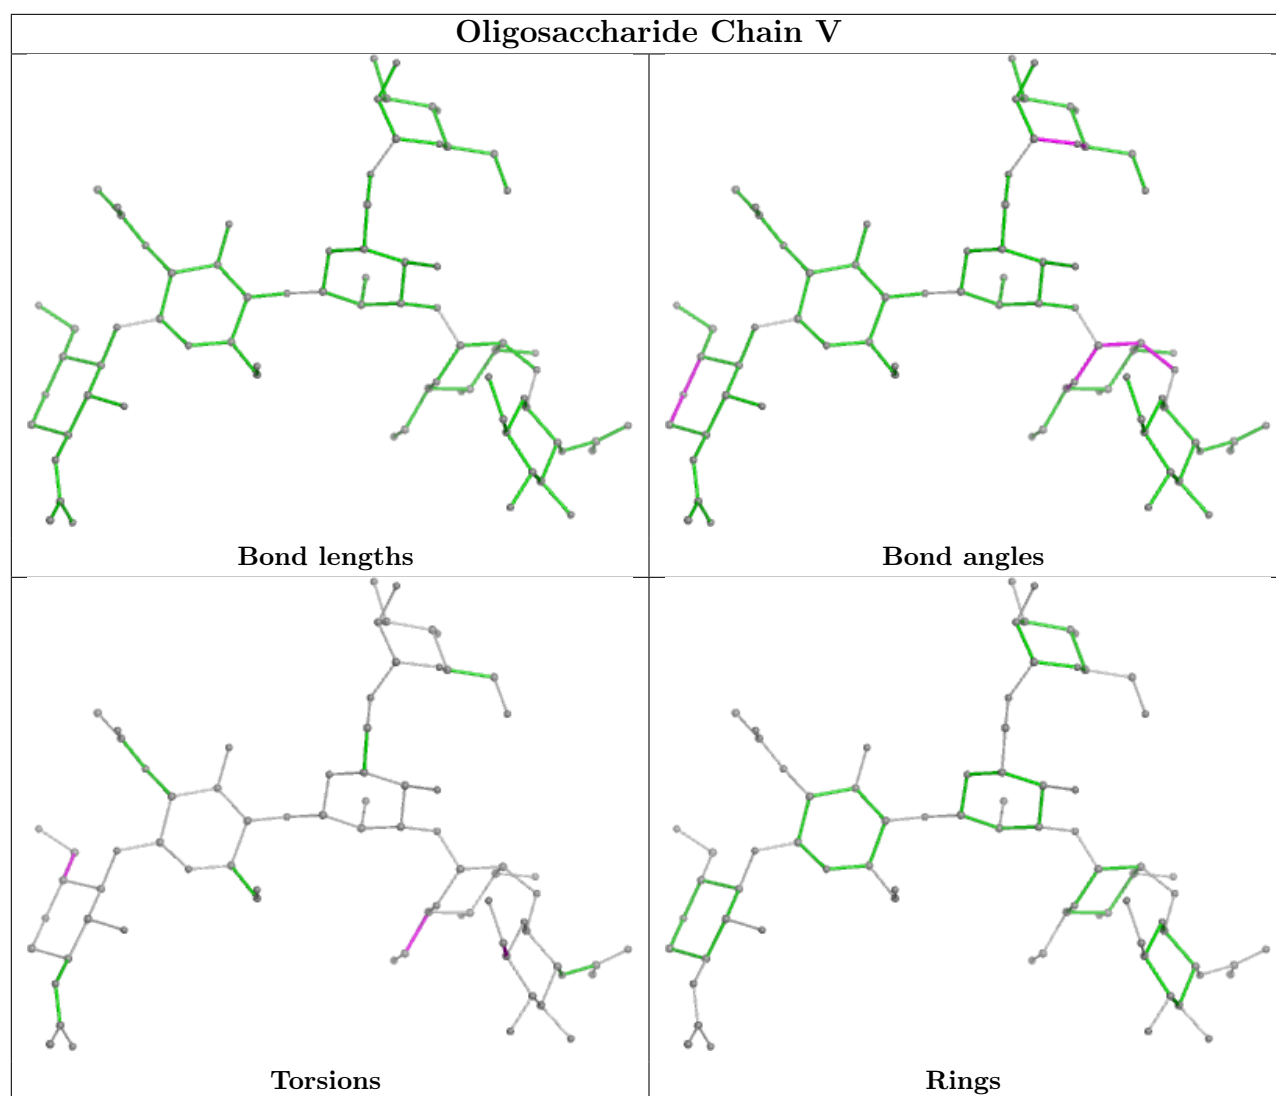 Oligosaccharide Chain V
Bond lengths
Bond angles
Torsions
Rings